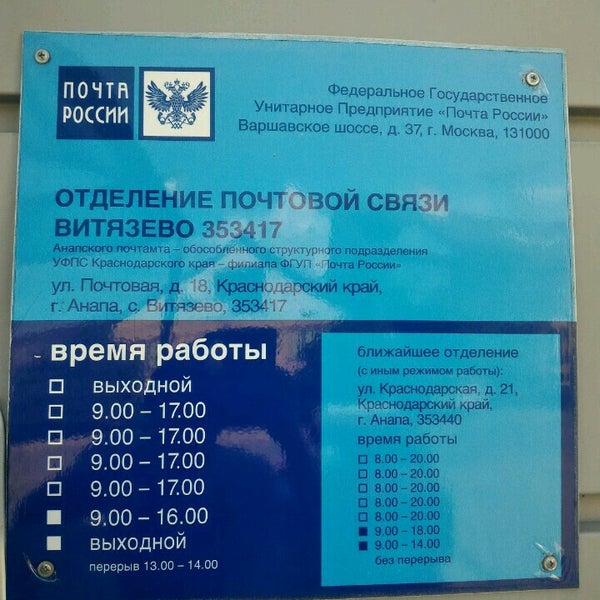 ПОЧТА
РОССИИ
Федеральное Государственное
Унитарное Предприятие «Почта России»
Варшавское шоссе, д. 37, г. Москва, 131000
ОТДЕЛЕНИЕ ПОЧТОВОЙ СВЯЗИ
ВИТЯЗЕВО 353417
Анапского почтамта – обособленного структурного подразделения
УФПС Краснодарского края – филиала ФГУП «Почта России»
ул. Почтовая, д. 18, Краснодарский край,
г. Анапа, с. Витязево, 353417
время работы
выходной
9.00 – 17.00
9.00 – 17.00
9.00 – 17.00
9.00 – 17.00
9.00 – 16.00
выходной
перерыв 13.00 – 14.00
ближайшее отделение
(с иным режимом работы):
ул. Краснодарская, д. 21,
Краснодарский край,
г. Анапа, 353440
время работы
8.00 – 20.00
8.00 – 20.00
8.00 – 20.00
8.00 – 20.00
8.00 – 20.00
9.00 – 18.00
9.00 – 14.00
без перерыва